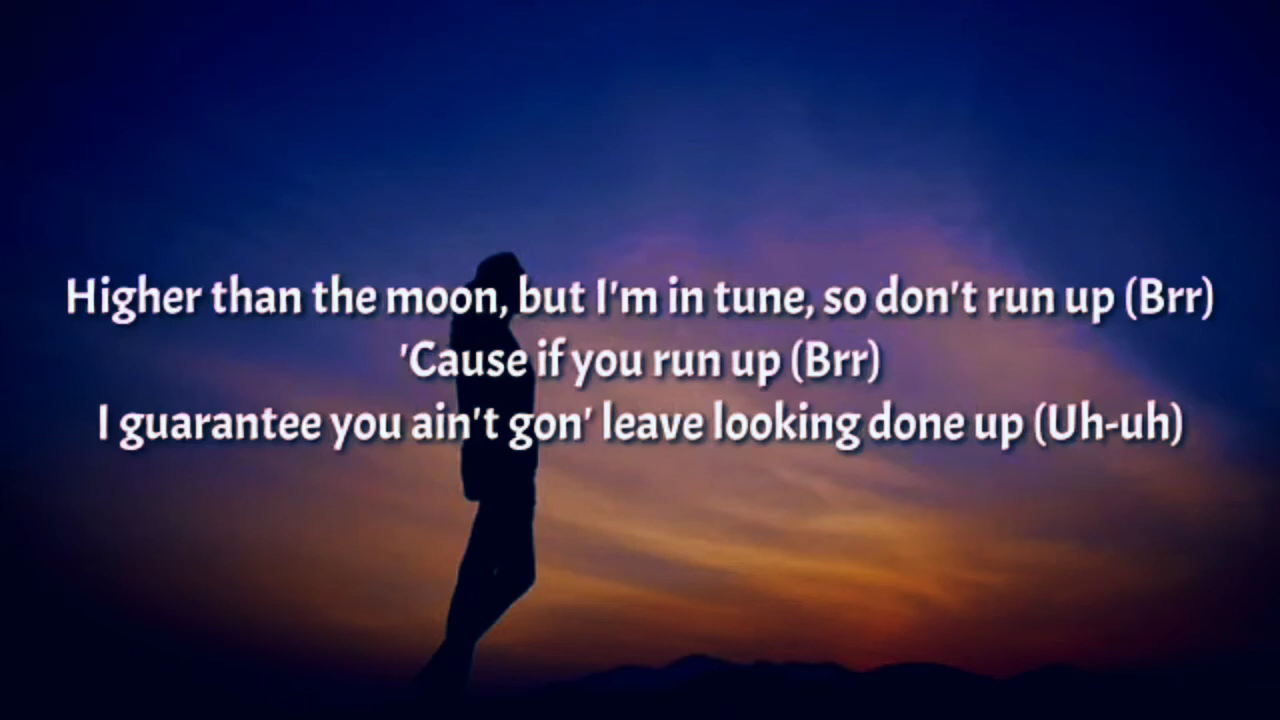 Higher than the moon, but I'm in tune, so don't run up (Brr)
'Cause if you run up (Brr)
I guarantee you ain't gon' leave looking done up (Uh-uh)